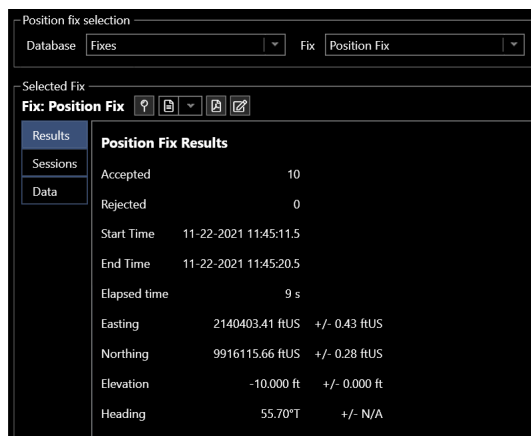 Position fix selection
Database Fixes Fix Position Fix
Selected Fix
Fix: Position Fix
Results
Position Fix Results
Sessions
Accepted 10
Data
Rejected 0
Start Time 11-22-2021 11:45:11.5
End Time 11-22-2021 11:45:20.5
Elapsed time 9 s
Easting 2140403.41 ftUS +/- 0.43 ftUS
Northing 9916115.66 ftUS +/- 0.28 ftUS
Elevation -10.000 ft +/- 0.000 ft
Heading 55.70°T +/- N/A